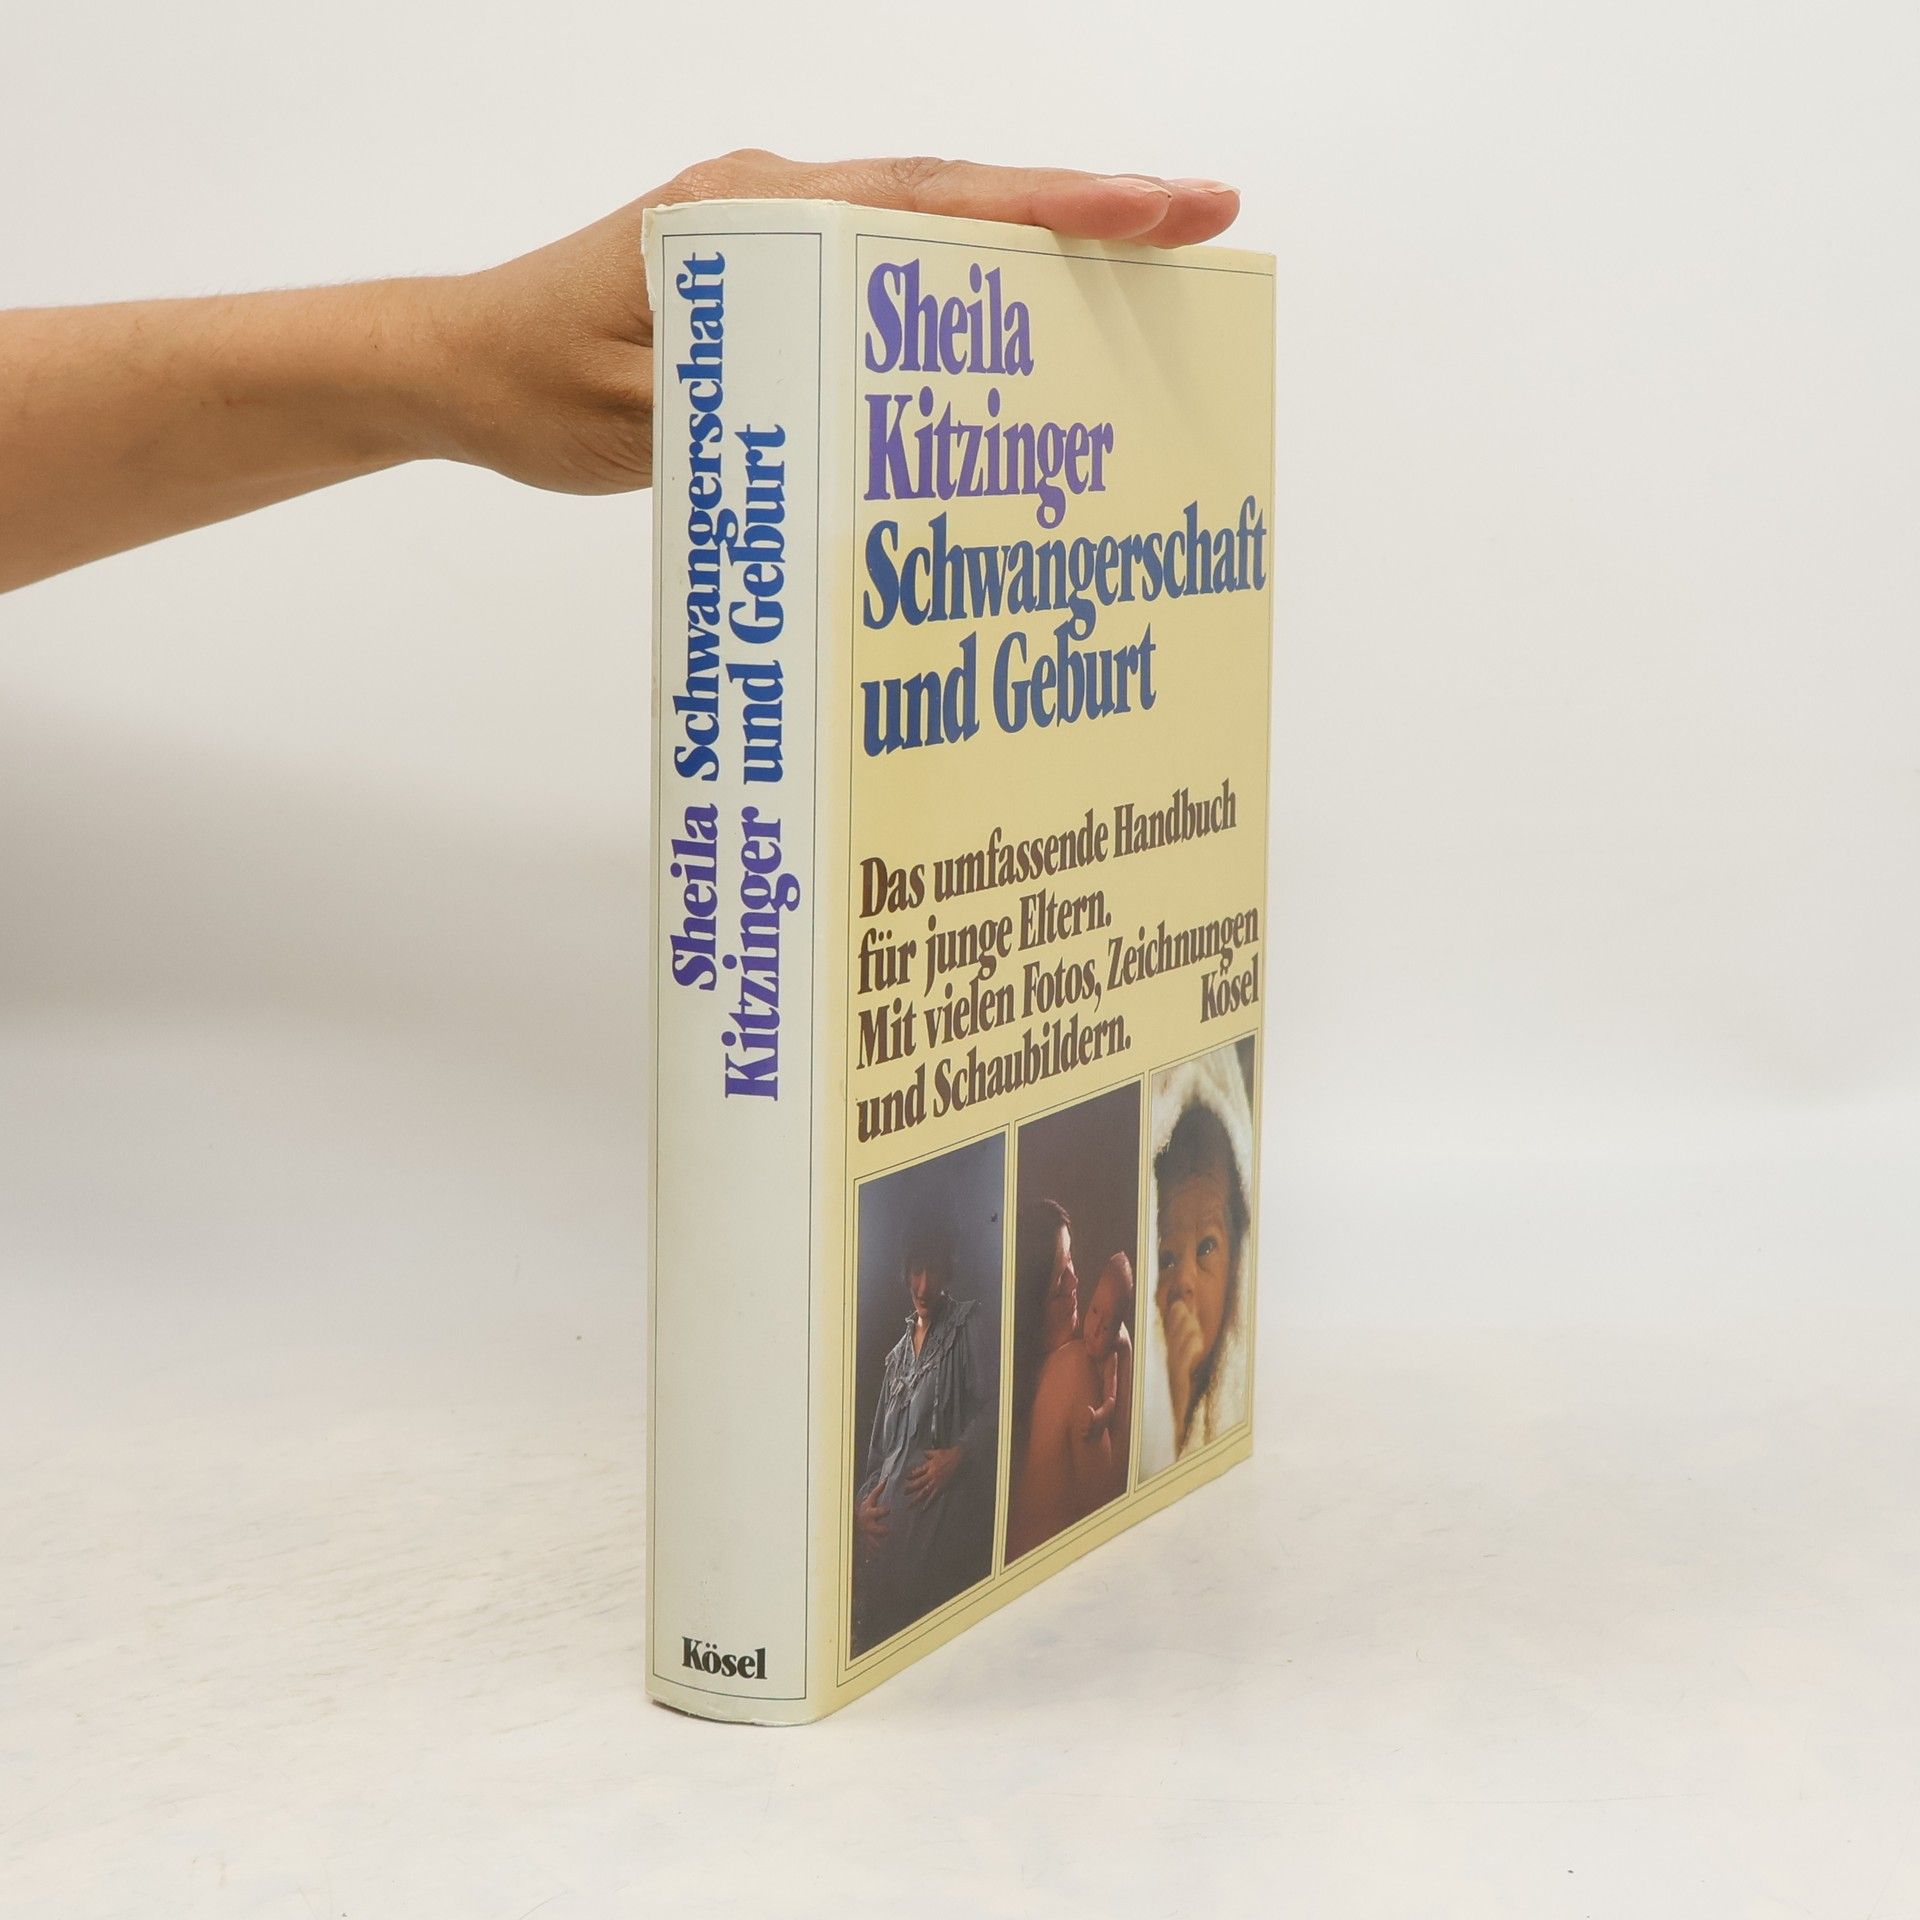 Sheila Schwangerschaft
Kitzinger und Geburt
Kösel
Sheila
Kitzinger
Schwangerschaft
und Geburt
Das umfassende Handbuch
für junge Eltern.
Mit vielen Fotos, Zeichnungen
und Schaubildern.
Kösel